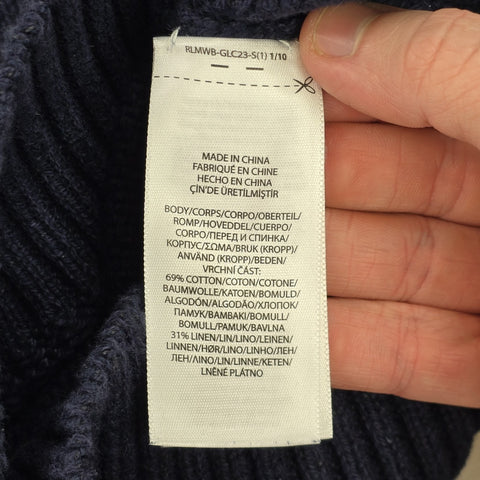 RLMWB-GLC23-S(1) 1/10
MADE IN CHINA
FABRIQUÉ EN CHINE
HECHO EN CHINA
ÇİN'DE ÜRETİLMİŞTİR
BODY/CORPS/CORPO/OBERTEIL/
ROMP/HOVEDDEL/CUERPO/
CORPO/ПЕРЕД И СПИНКА/
КОРПУС/ΣΩΜΑ/BRUK (KROPP)/
ANVÄND (KROPP)/BEDEN/
VRCHNÍ ČÁST:
69% COTTON/COTON/COTONE/
BAUMWOLLE/KATOEN/BOMULD/
ALGODÓN/ALGODÃO/ХЛОПОК/
ПАМУК/BAMBAKI/BOMULL/
BOMULL/PAMUK/BAVLNA
31% LINEN/LIN/LINO/LEINEN/
LINNEN/HØR/LINO/LINHO/ЛЕН/
ЛЕН/ΛΙΝΟ/LIN/LINNE/KETEN/
LNĚNÉ PLÁTNO